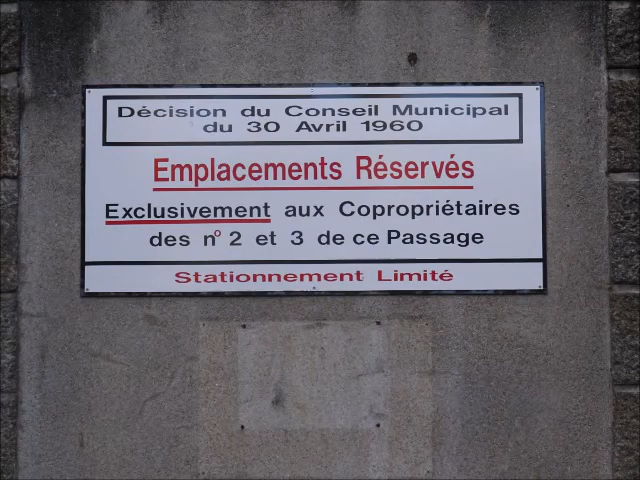 Décision du Conseil Municipal
du 30 Avril 1960
Emplacements Réservés
Exclusivement aux Copropriétaires
des n° 2 et 3 de ce Passage
Stationnement Limité